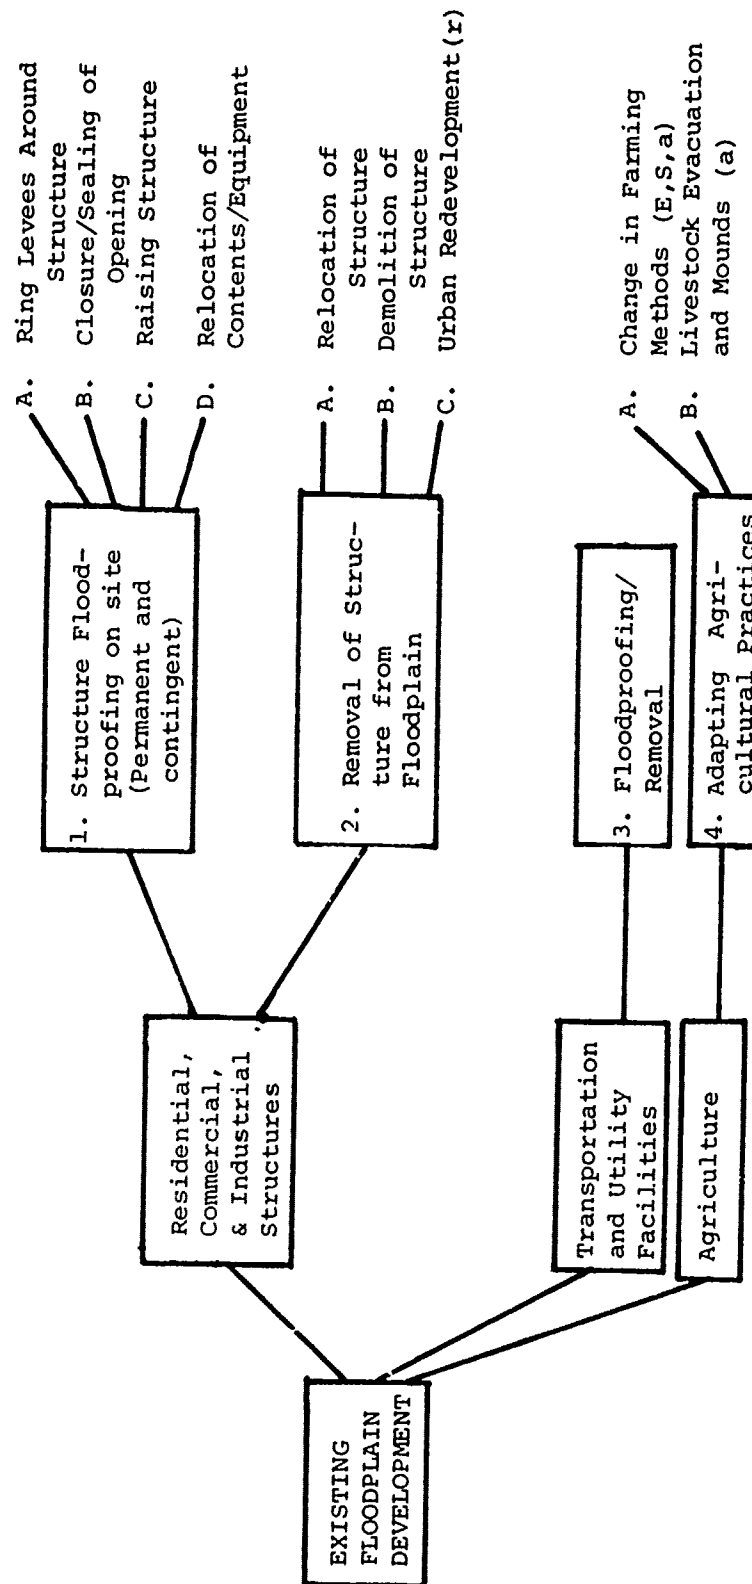 EXISTING
FLOODPLAIN
DEVELOPMENT
Residential,
Commercial,
& Industrial
Structures
Transportation
and Utility
Facilities
Agriculture
1. Structure Flood-
proofing on site
(Permanent and
contingent)
2. Removal of Struc-
ture from
Floodplain
3. Floodproofing/
Removal
4. Adapting Agri-
cultural Practices
A. Ring Levees Around
Structure
B. Closure/Sealing of
Opening
C. Raising Structure
D. Relocation of
Contents/Equipment
A. Relocation of
Structure
B. Demolition of
Structure
C. Urban Redevelopment(r)
A. Change in Farming
Methods (E,S,a)
B. Livestock Evacuation
and Mounds (a)